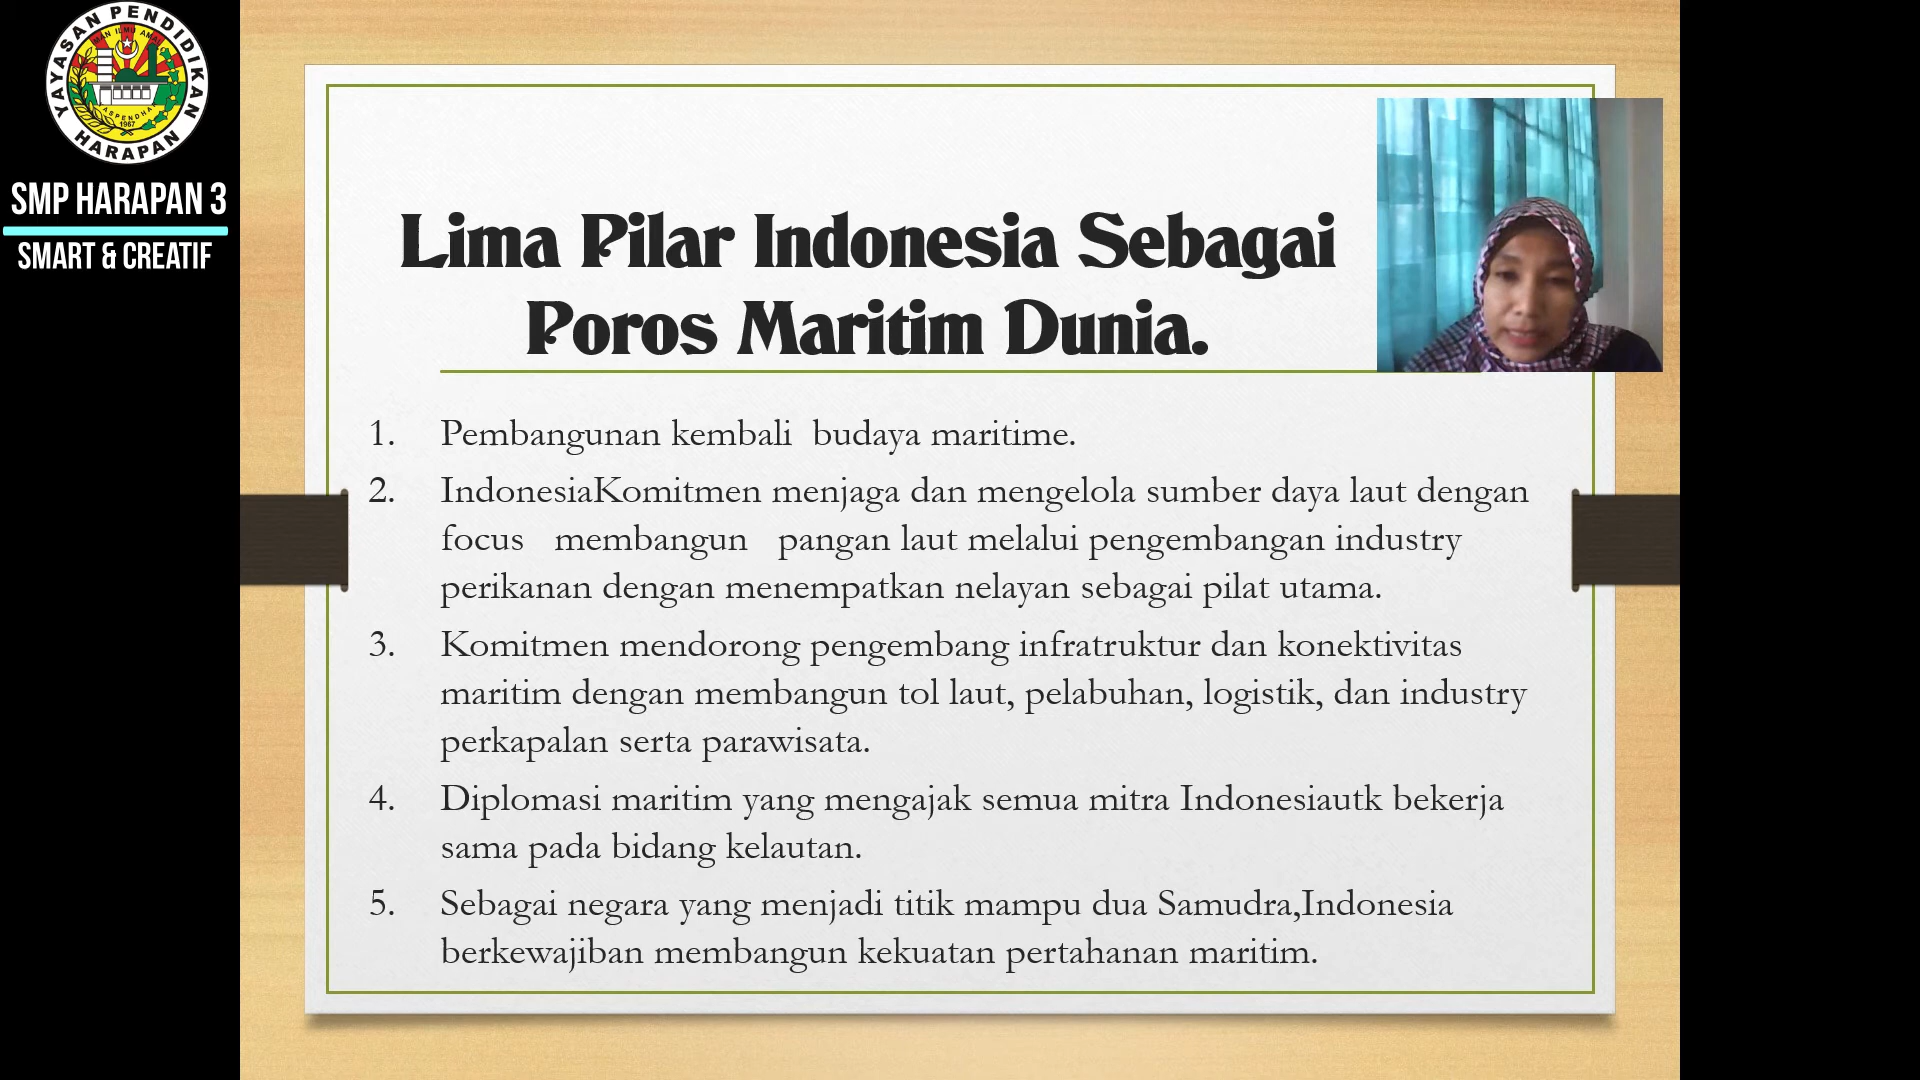 YAYASAN PENDIDIKAN
HARAPAN
1967
SMP HARAPAN 3
SMART & CREATIF
Lima Pilar Indonesia Sebagai
Poros Maritim Dunia.
1. Pembangunan kembali budaya maritime.
2. IndonesiaKomitmen menjaga dan mengelola sumber daya laut dengan
focus membangun pangan laut melalui pengembangan industry
perikanan dengan menempatkan nelayan sebagai pilat utama.
3. Komitmen mendorong pengembang infratruktur dan konektivitas
maritim dengan membangun tol laut, pelabuhan, logistik, dan industry
perkapalan serta parawisata.
4. Diplomasi maritim yang mengajak semua mitra Indonesiautk bekerja
sama pada bidang kelautan.
5. Sebagai negara yang menjadi titik mampu dua Samudra,Indonesia
berkewajiban membangun kekuatan pertahanan maritim.